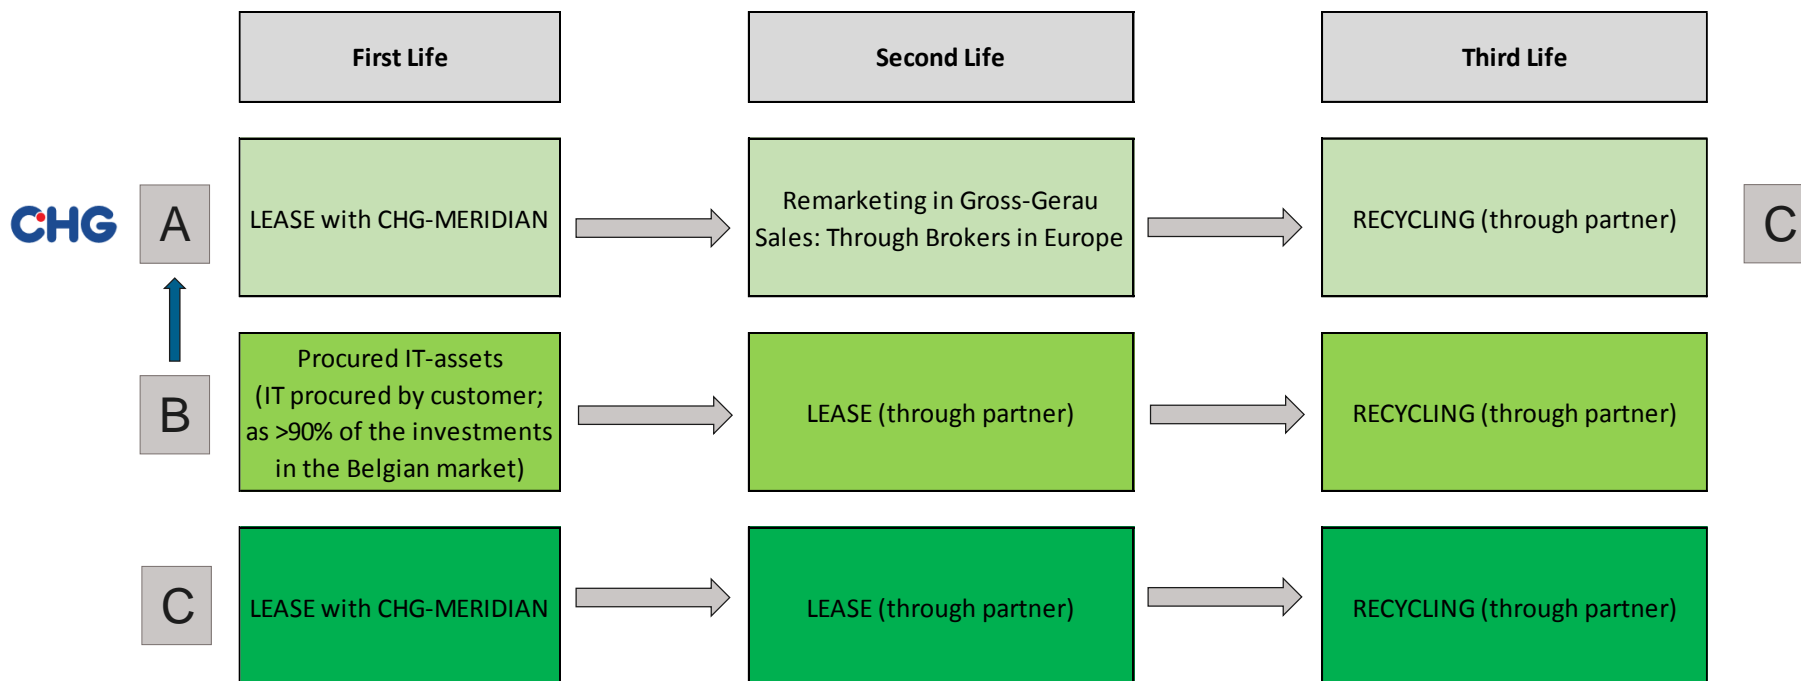 First Life
Second Life
Third Life
CHG
A
LEASE with CHG-MERIDIAN
Remarketing in Gross-Gerau
Sales: Through Brokers in Europe
RECYCLING (through partner)
C
B
Procured IT-assets
(IT procured by customer;
as >90% of the investments
in the Belgian market)
LEASE (through partner)
RECYCLING (through partner)
C
LEASE with CHG-MERIDIAN
LEASE (through partner)
RECYCLING (through partner)